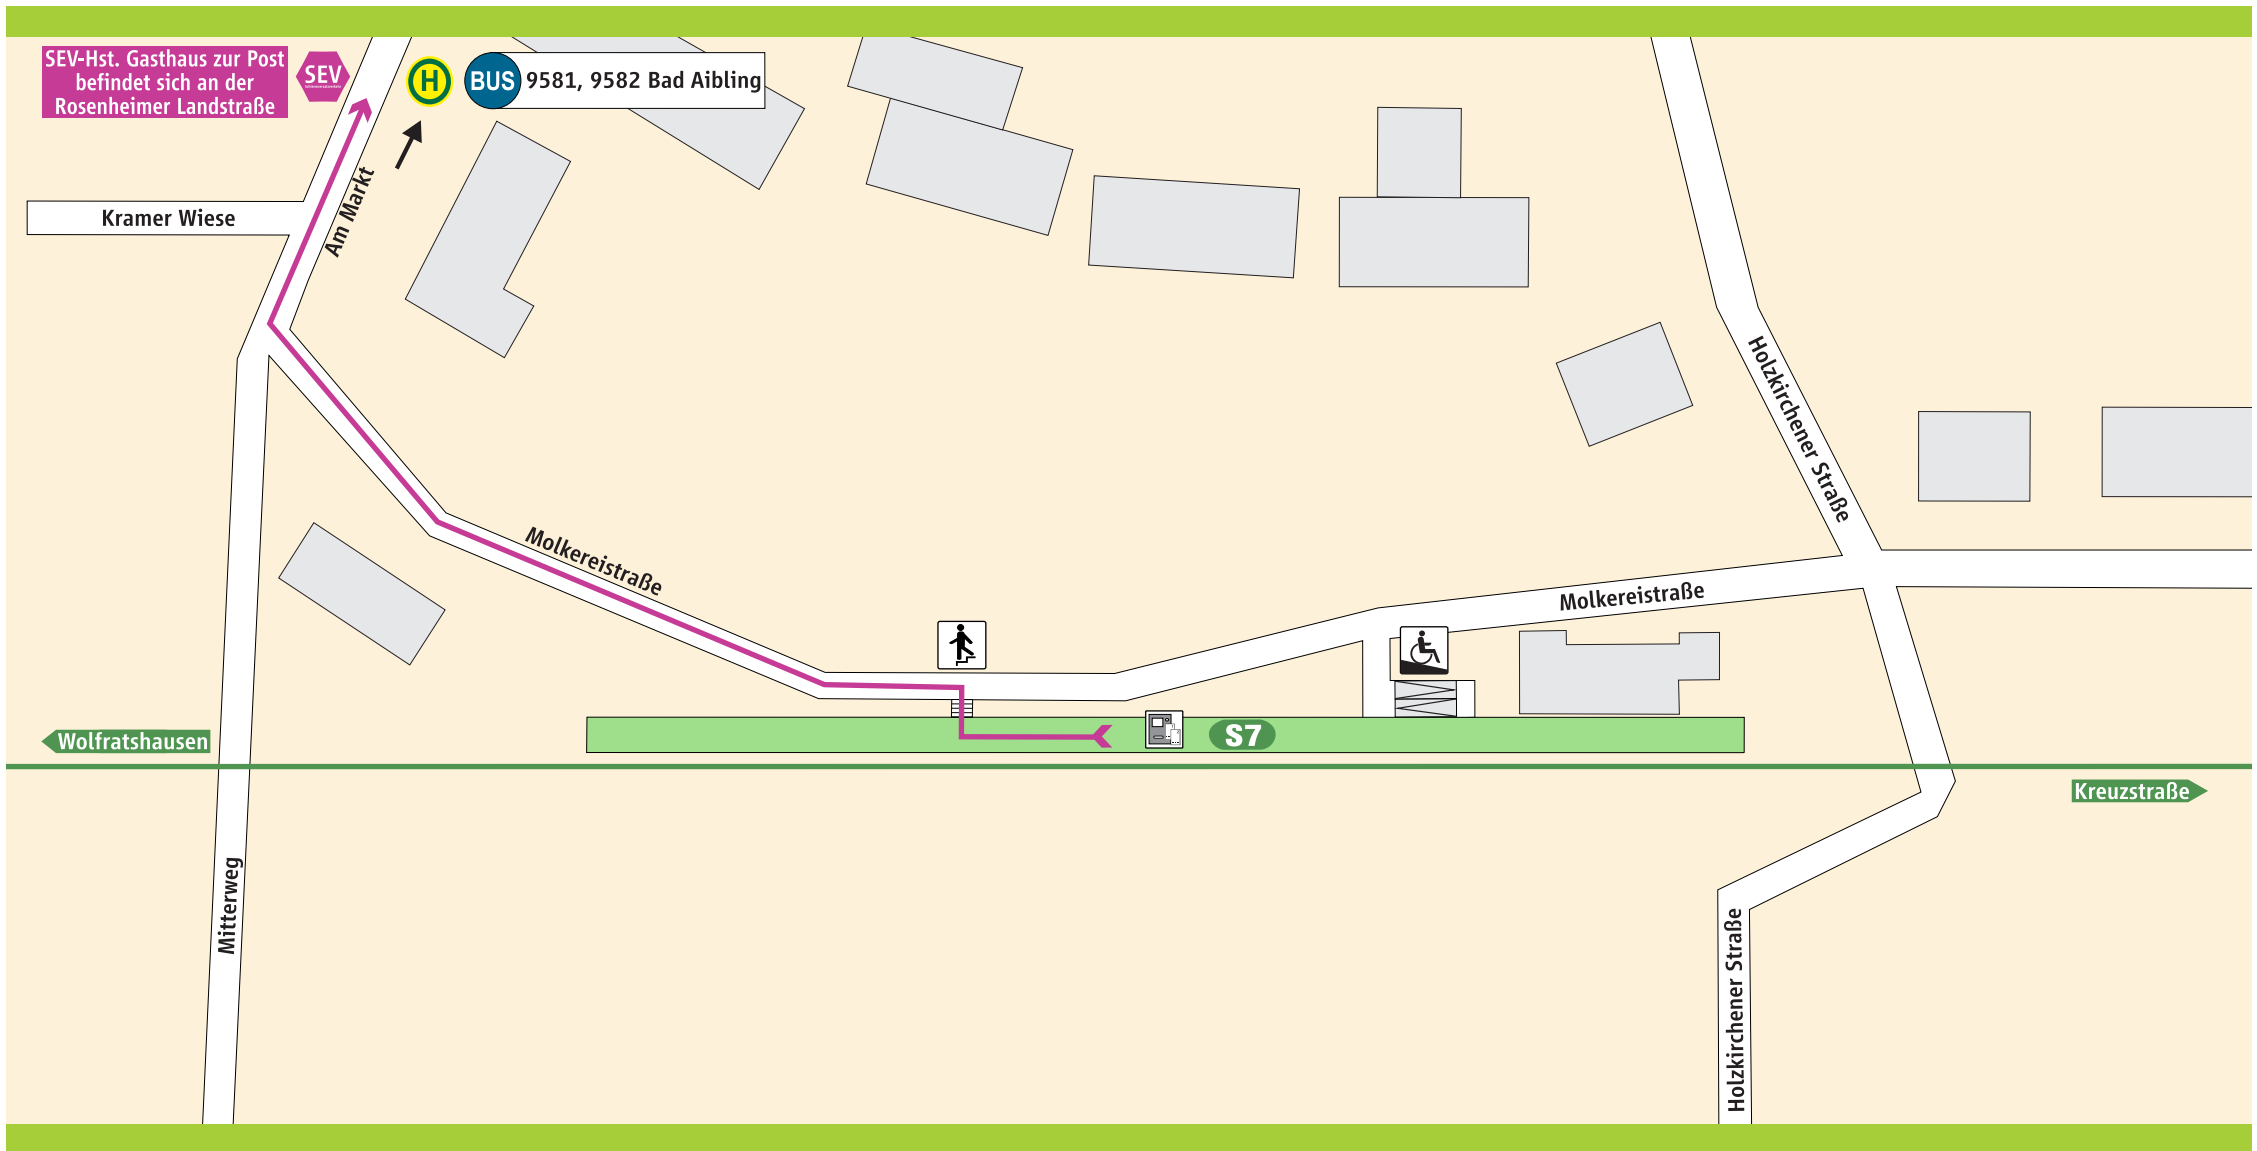 SEV-Hst. Gasthaus zur Post
befindet sich an der
Rosenheimer Landstraße
SEV
H
BUS
9581, 9582 Bad Aibling
Kramer Wiese
Am Markt
Holzkirchener Straße
Molkereistraße
Molkereistraße
Wolfratshausen
S7
Kreuzstraße
Mitterweg
Holzkirchener Straße